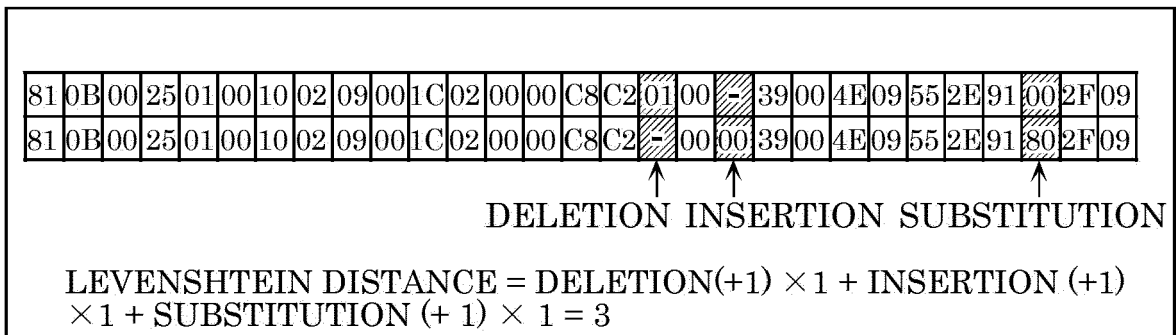 81 0B 00 25 01 00 10 02 09 00 1C 02 00 00 C8 C2 01 00 - 39 00 4E 09 55 2E 91 00 2F 09
81 0B 00 25 01 00 10 02 09 00 1C 02 00 00 C8 C2 - 00 00 39 00 4E 09 55 2E 91 80 2F 09
DELETION INSERTION SUBSTITUTION
LEVENSHTEIN DISTANCE = DELETION(+1) ×1 + INSERTION (+1)
×1 + SUBSTITUTION (+ 1) × 1 = 3